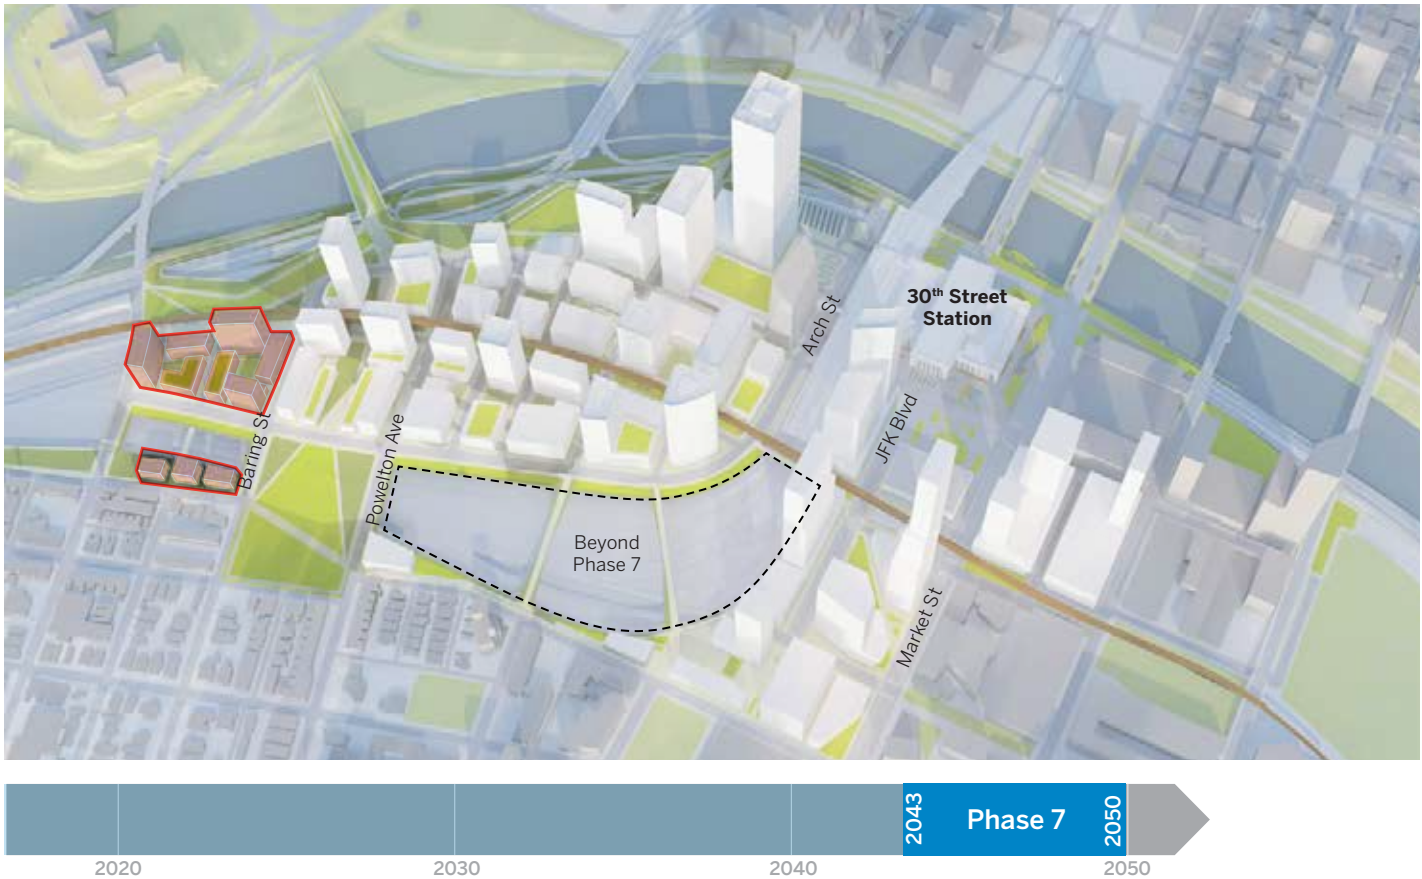 30th Street
Station
Arch St
JFK Blvd
Baring St
Powelton Ave
Beyond
Phase 7
Market St
2043
Phase 7
2050
2020
2030
2040
2050